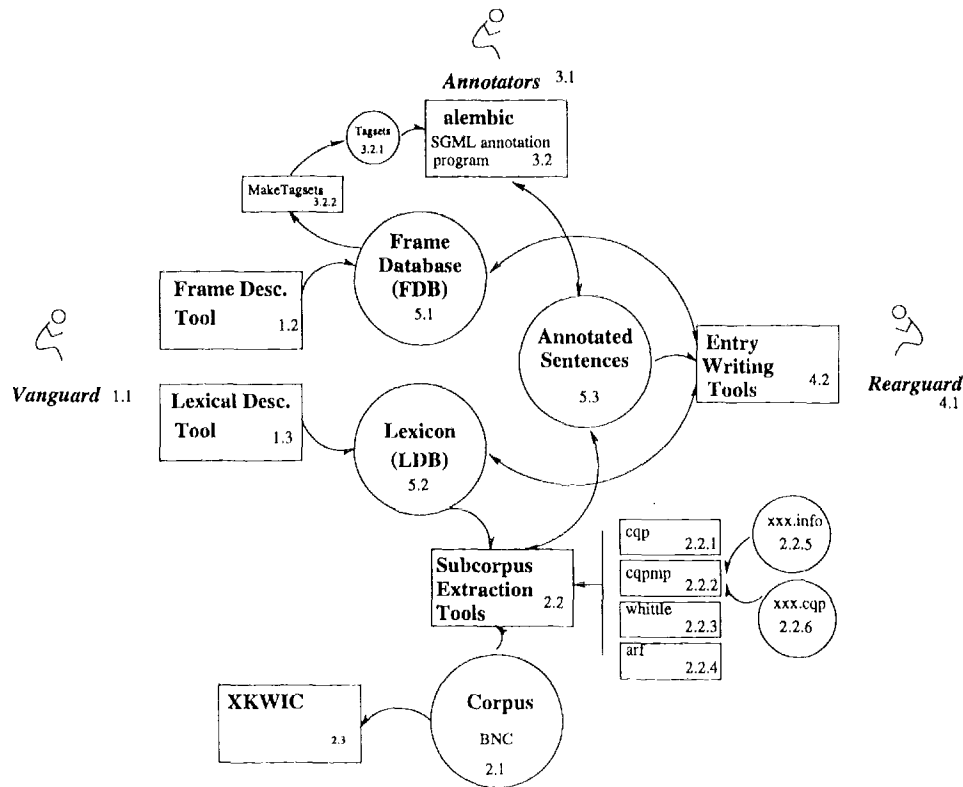 Annotators 3.1
alembic
SGML annotation
program 3.2
Tagsets
3.2.1
MakeTagsets
3.2.2
Frame
Database
(FDB)
5.1
Frame Desc.
Tool 1.2
Vanguard 1.1
Lexical Desc.
Tool 1.3
Lexicon
(LDB)
5.2
Annotated
Sentences
5.3
Entry
Writing
Tools 4.2
Rearguard
4.1
Subcorpus
Extraction
Tools 2.2
cqp 2.2.1
cqpmp 2.2.2
whittle 2.2.3
arf 2.2.4
xxx.info
2.2.5
xxx.cqp
2.2.6
XKWIC
2.3
Corpus
BNC
2.1